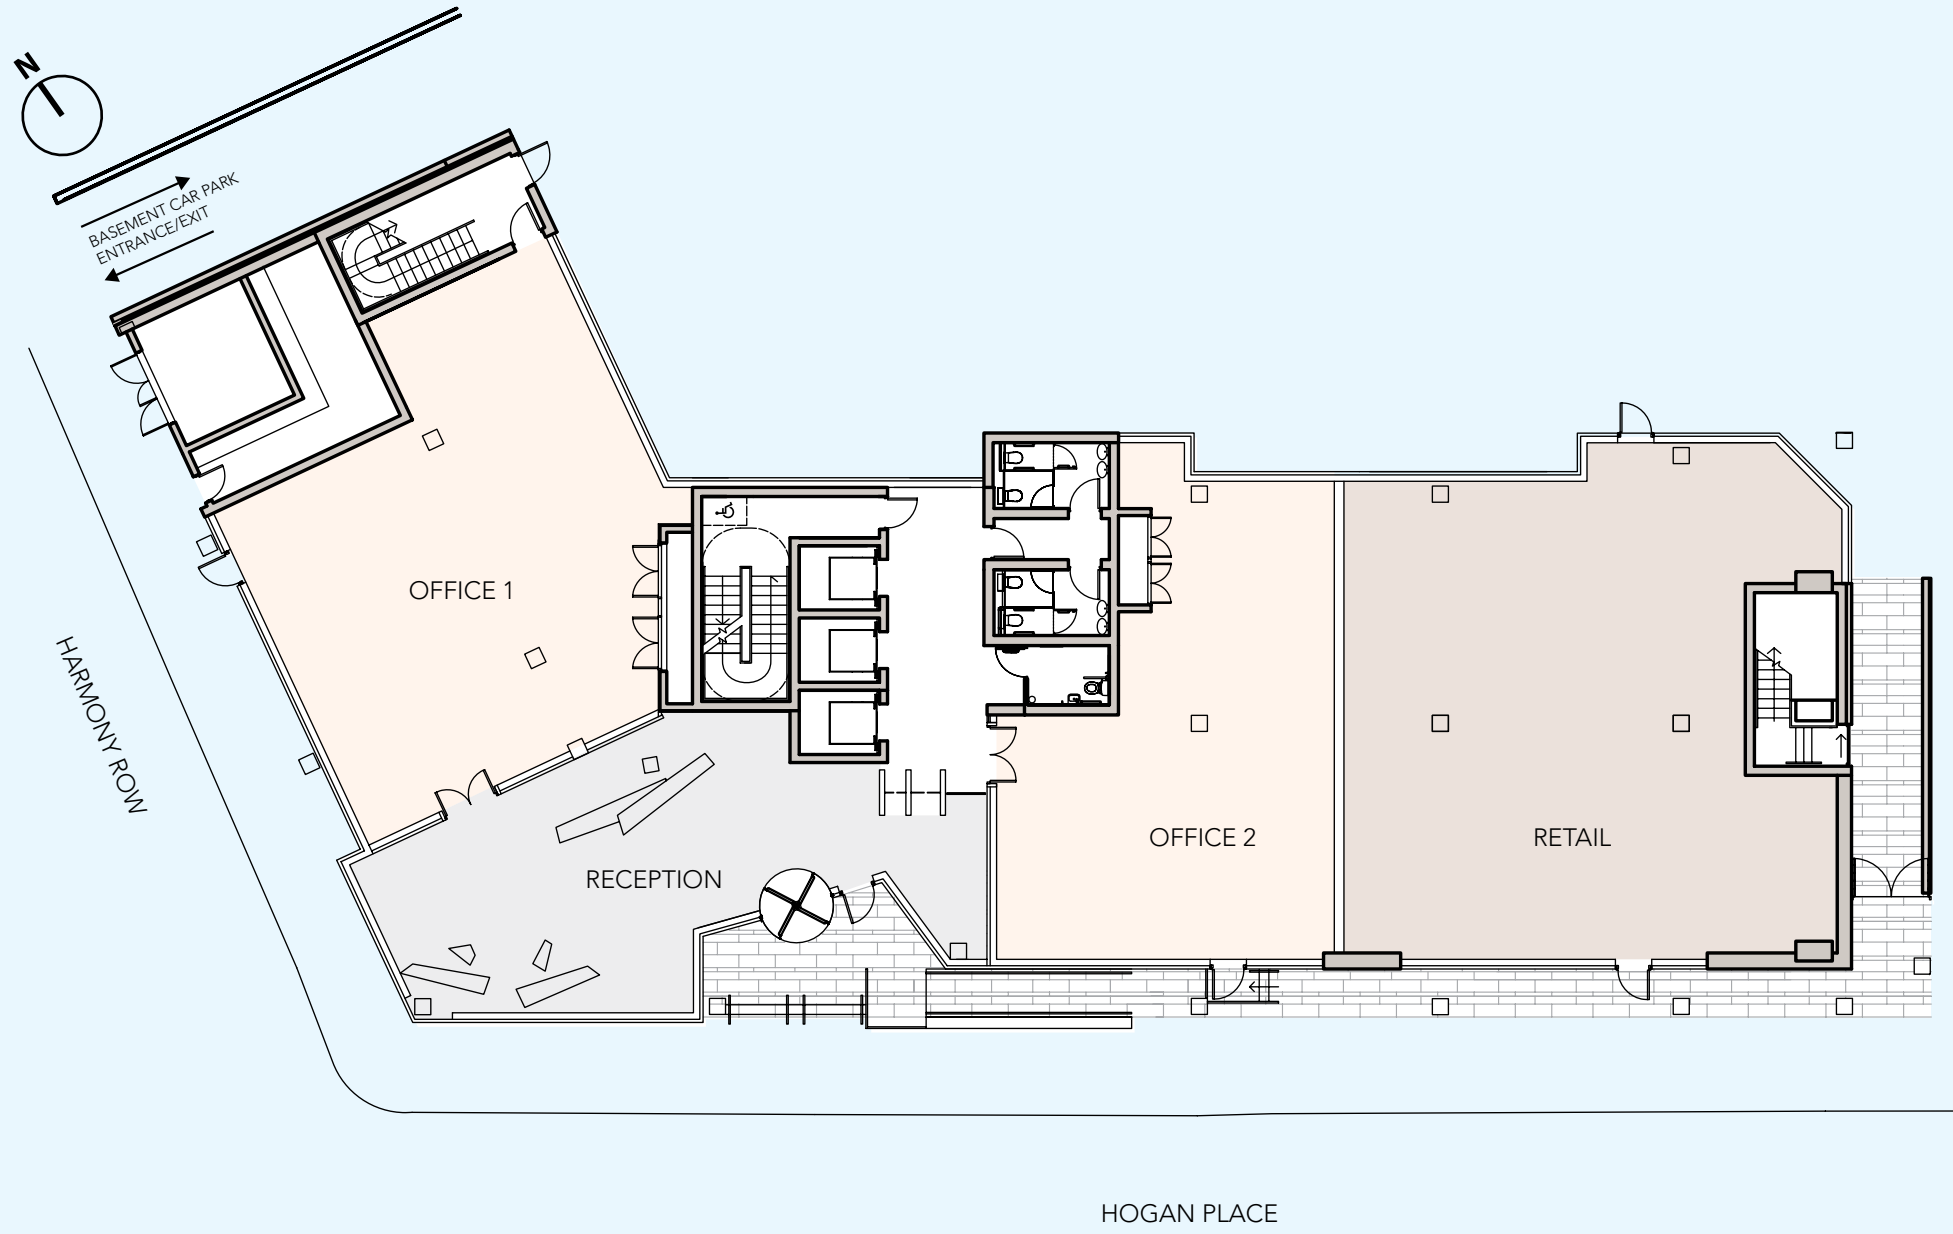 N
BASEMENT CAR PARK
ENTRANCE/EXIT
OFFICE 1
HARMONY ROW
OFFICE 2
RETAIL
RECEPTION
HOGAN PLACE